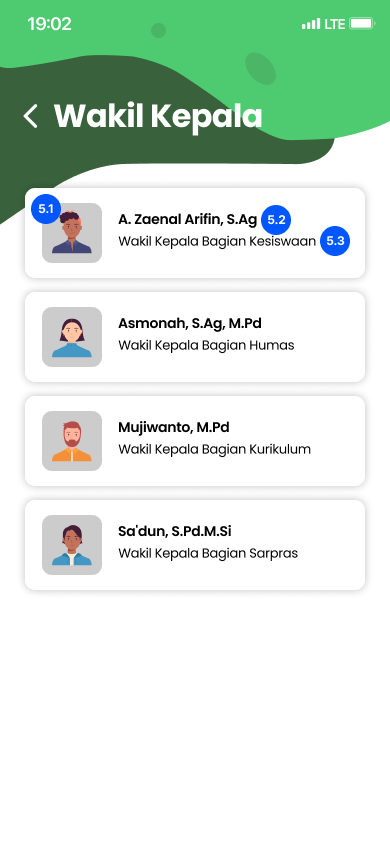 19:02 LTE
Wakil Kepala
5.1
A. Zaenal Arifin, S.Ag 5.2
Wakil Kepala Bagian Kesiswaan 5.3
Asmonah, S.Ag, M.Pd
Wakil Kepala Bagian Humas
Mujiwanto, M.Pd
Wakil Kepala Bagian Kurikulum
Sa'dun, S.Pd.M.Si
Wakil Kepala Bagian Sarpras